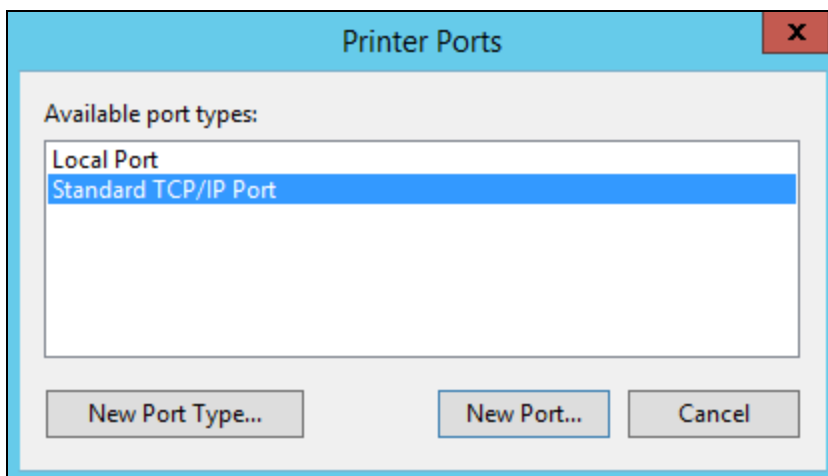 Printer Ports
x
Available port types:
Local Port
Standard TCP/IP Port
New Port Type... New Port... Cancel